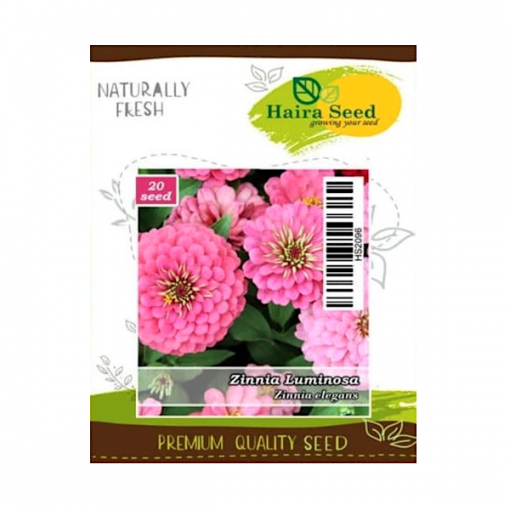 NATURALLY
FRESH
Haira Seed
growing your seed
20
seed
HS2096
Zinnia Luminosa
Zinnia elegans
PREMIUM QUALITY SEED